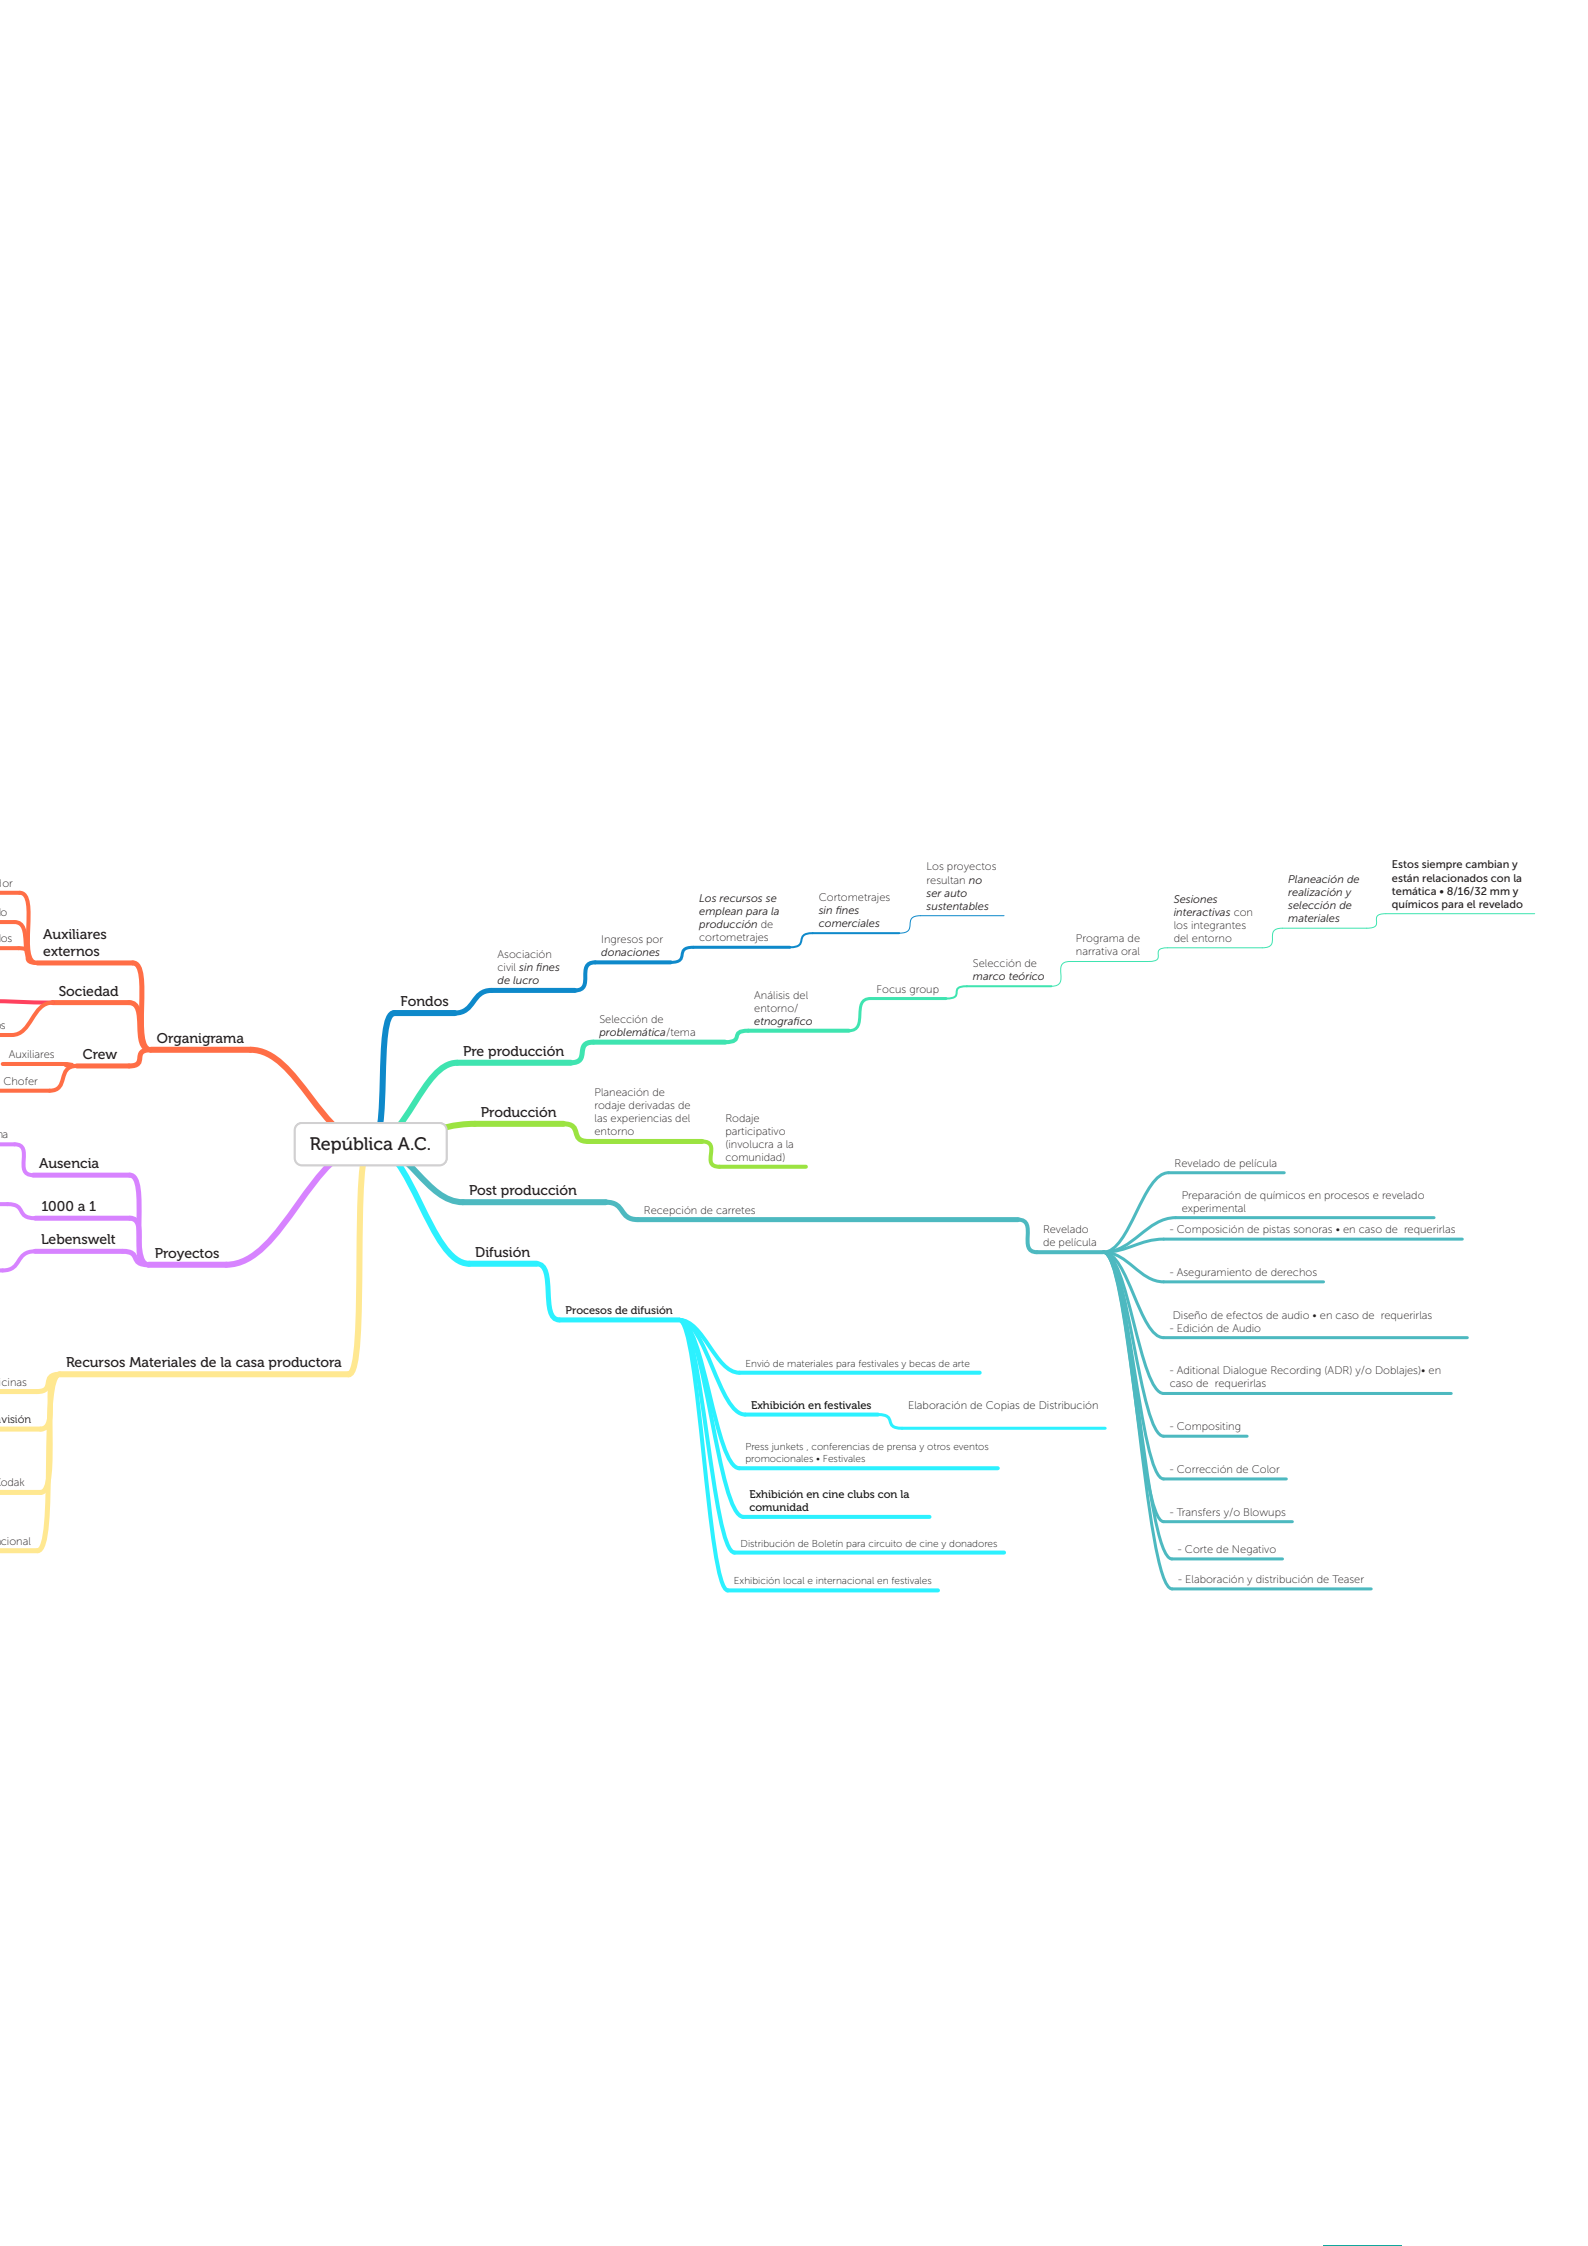 República A.C.
Fondos
Asociación
civil sin fines
de lucro
Ingresos por
donaciones
Los recursos se
emplean para la
producción de
cortometrajes
Cortometrajes
sin fines
comerciales
Los proyectos
resultan no
ser auto
sustentables
Pre producción
Selección de
problemática/tema
Análisis del
entorno/
etnografico
Focus group
Selección de
marco teórico
Programa de
narrativa oral
Sesiones
interactivas con
los integrantes
del entorno
Planeación de
realización y
selección de
materiales
Estos siempre cambian y
están relacionados con la
temática • 8/16/32 mm y
químicos para el revelado
Producción
Planeación de
rodaje derivadas de
las experiencias del
entorno
Rodaje
participativo
(involucra a la
comunidad)
Post producción
Recepción de carretes
Revelado
de película
Revelado de película
Preparación de químicos en procesos e revelado
experimental
- Composición de pistas sonoras • en caso de  requerirlas
- Aseguramiento de derechos
Diseño de efectos de audio • en caso de  requerirlas
- Edición de Audio
- Aditional Dialogue Recording (ADR) y/o Doblajes)• en
caso de  requerirlas
- Compositing
- Corrección de Color
- Transfers y/o Blowups
- Corte de Negativo
- Elaboración y distribución de Teaser
Difusión
Procesos de difusión
Envió de materiales para festivales y becas de arte
Exhibición en festivales
Elaboración de Copias de Distribución
Press junkets , conferencias de prensa y otros eventos
promocionales • Festivales
Exhibición en cine clubs con la
comunidad
Distribución de Boletín para circuito de cine y donadores
Exhibición local e internacional en festivales
Organigrama
Auxiliares
externos
Sociedad
Crew
Auxiliares
Chofer
Proyectos
Ausencia
1000 a 1
Lebenswelt
Recursos Materiales de la casa productora